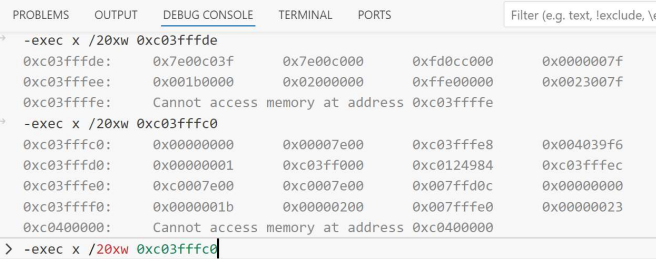 PROBLEMS OUTPUT DEBUG CONSOLE TERMINAL PORTS Filter (e.g. text, !exclude, \e
-exec x /20xw 0xc03fffde
0xc03fffde: 0x7e00c03f 0x7e00c000 0xfd0cc000 0x0000007f
0xc03fffee: 0x001b0000 0x02000000 0xffe00000 0x0023007f
0xc03ffffe: Cannot access memory at address 0xc03ffffe
-exec x /20xw 0xc03fffc0
0xc03fffc0: 0x00000000 0x00007e00 0xc03fffe8 0x004039f6
0xc03fffd0: 0x00000001 0xc03ff000 0xc0124984 0xc03fffec
0xc03fffe0: 0xc0007e00 0xc0007e00 0x007ffd0c 0x00000000
0xc03ffff0: 0x0000001b 0x00000200 0x007fffe0 0x00000023
0xc0400000: Cannot access memory at address 0xc0400000
> -exec x /20xw 0xc03fffc0